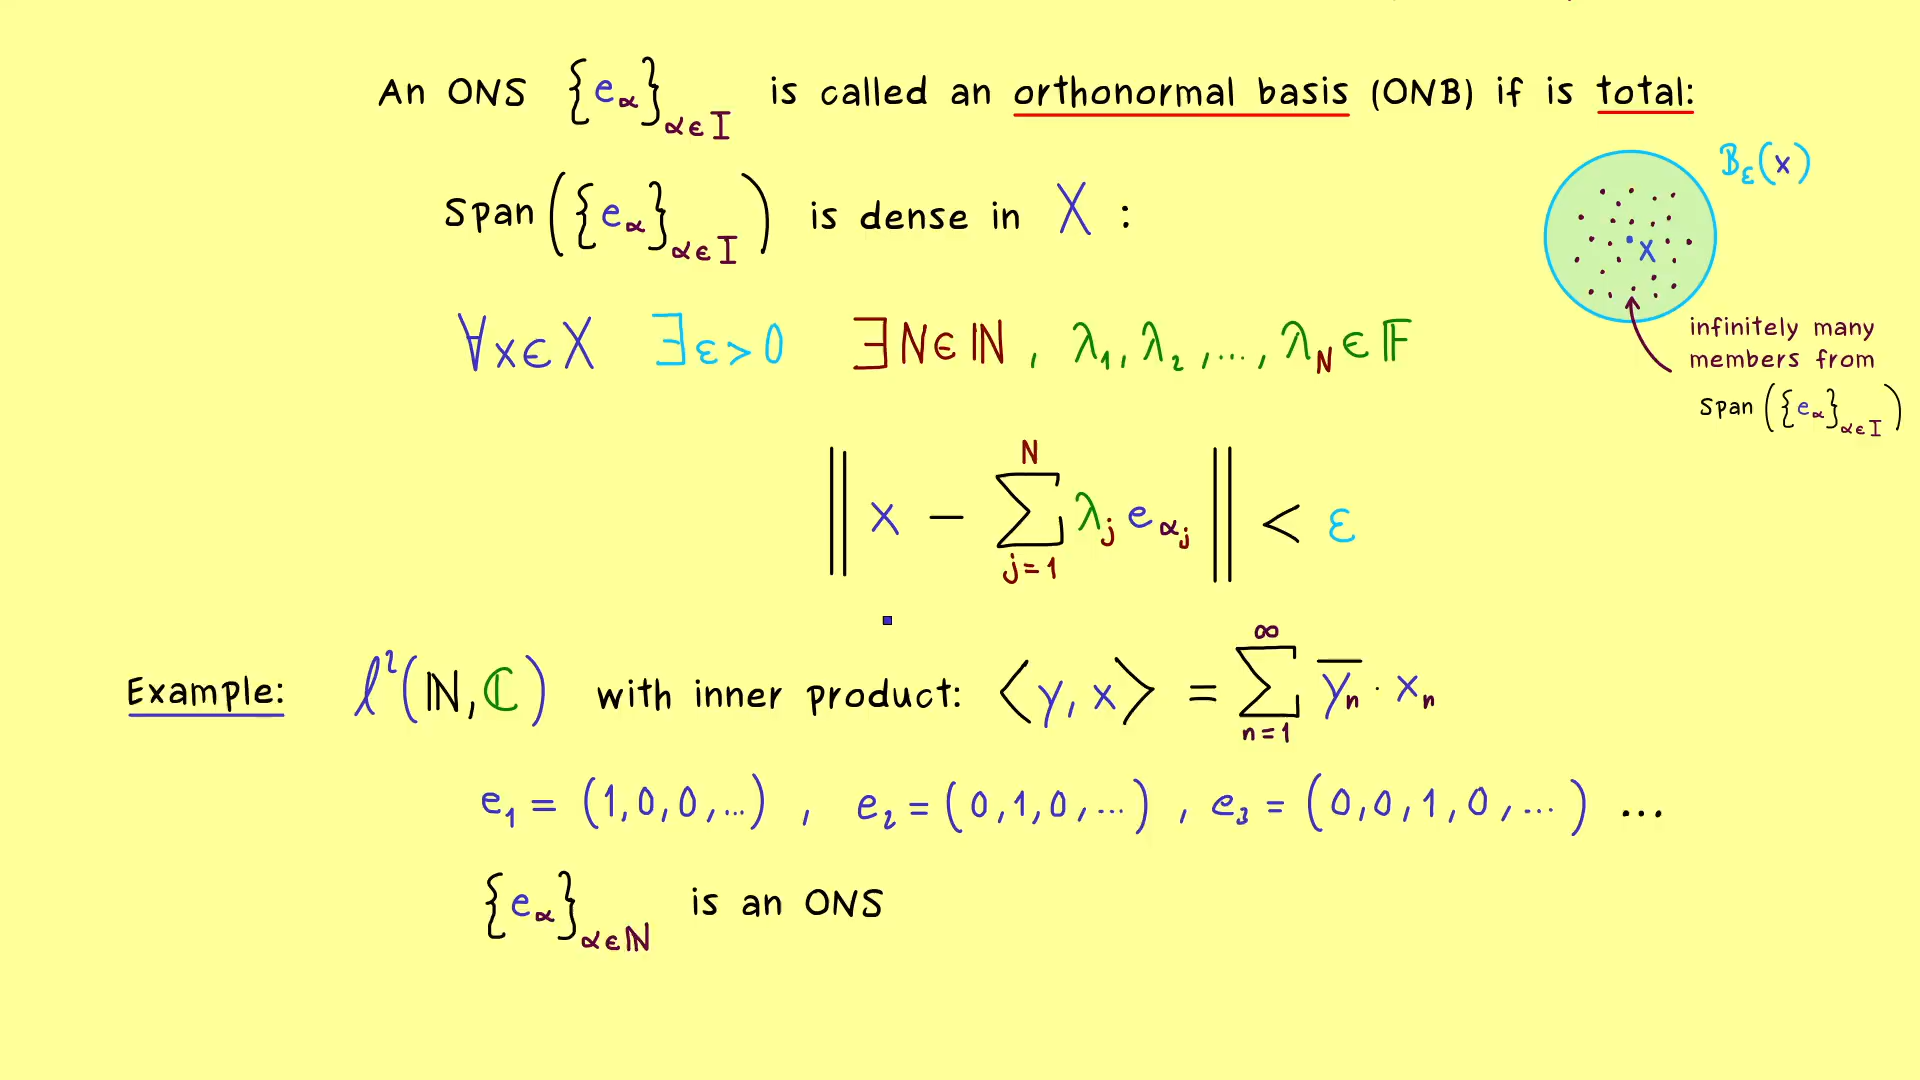 An ONS {e_α}_{α∈I} is called an orthonormal basis (ONB) if is total:
B_ε(x)
Span({e_α}_{α∈I}) is dense in X :
x
∀x∈X ∃ε>0 ∃N∈ℕ , λ_1, λ_2, ..., λ_N ∈ 𝔽
infinitely many
members from
Span({e_α}_{α∈I})
‖ x − ∑_{j=1}^{N} λ_j e_{α_j} ‖ < ε
Example: ℓ²(ℕ,ℂ) with inner product: ⟨y, x⟩ = ∑_{n=1}^{∞} \overline{y_n} · x_n
e_1 = (1,0,0,...) , e_2 = (0,1,0,...) , e_3 = (0,0,1,0,...) ...
{e_α}_{α∈ℕ} is an ONS